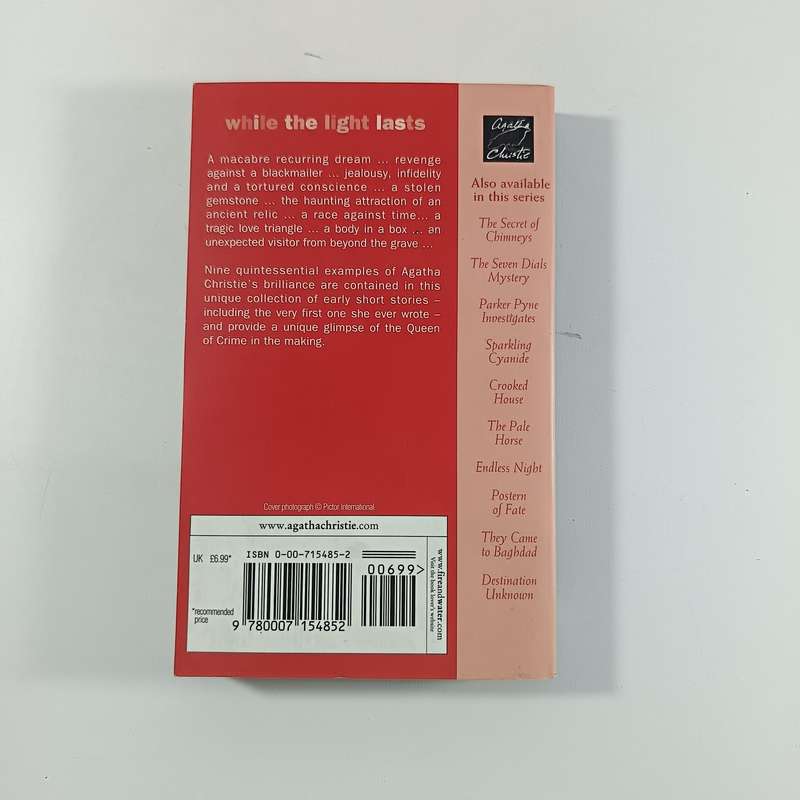 while the light lasts
A macabre recurring dream ... revenge
against a blackmailer ... jealousy, infidelity
and a tortured conscience ... a stolen
gemstone ... the haunting attraction of an
ancient relic ... a race against time... a
tragic love triangle ... a body in a box ... an
unexpected visitor from beyond the grave ...
Nine quintessential examples of Agatha
Christie's brilliance are contained in this
unique collection of early short stories –
including the very first one she ever wrote –
and provide a unique glimpse of the Queen
of Crime in the making.
Cover photograph © Pictor International
www.agathachristie.com
UK £6.99*
ISBN 0-00-715485-2
00699>
*recommended
price
9 780007 154852
www.fireandwater.com
Visit the book lover's website
Agatha
Christie
Also available
in this series
The Secret of
Chimneys
The Seven Dials
Mystery
Parker Pyne
Investigates
Sparkling
Cyanide
Crooked
House
The Pale
Horse
Endless Night
Postern
of Fate
They Came
to Baghdad
Destination
Unknown